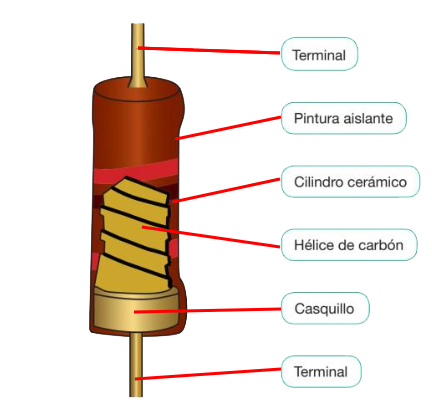 Terminal
Pintura aislante
Cilindro cerámico
Hélice de carbón
Casquillo
Terminal